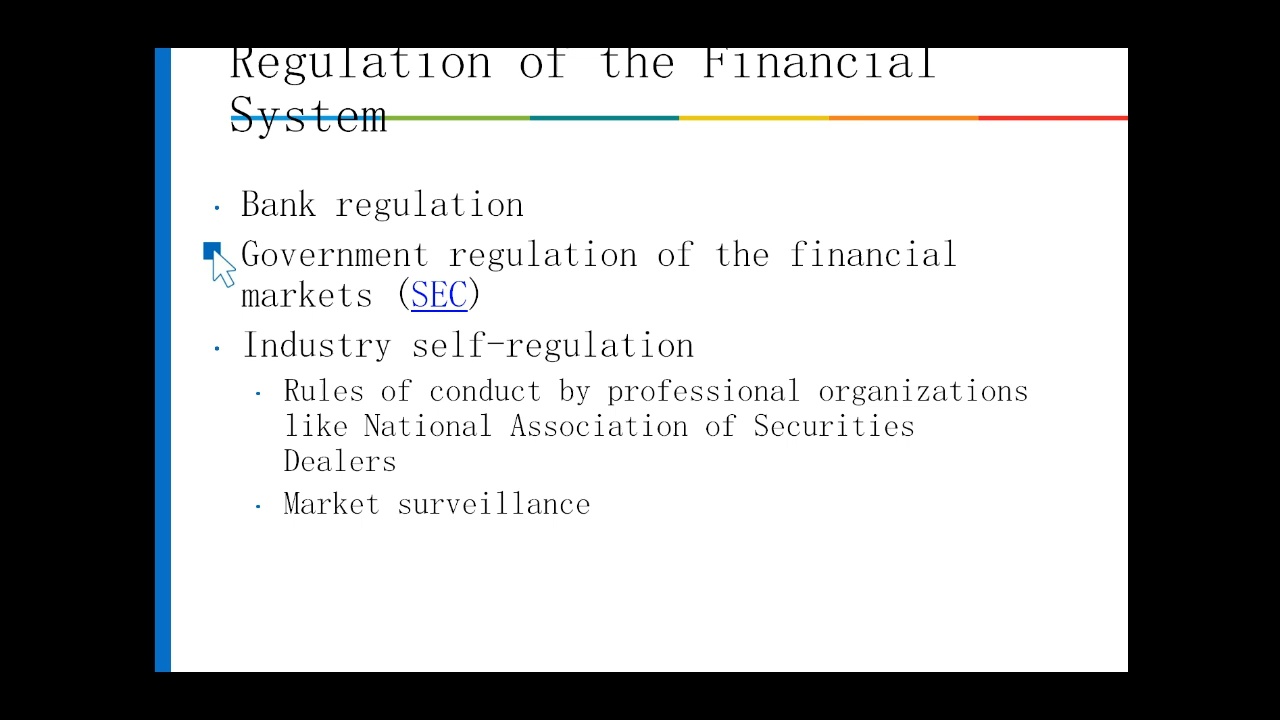 Regulation of the Financial
System
· Bank regulation
Government regulation of the financial
markets (SEC)
· Industry self-regulation
· Rules of conduct by professional organizations
like National Association of Securities
Dealers
· Market surveillance